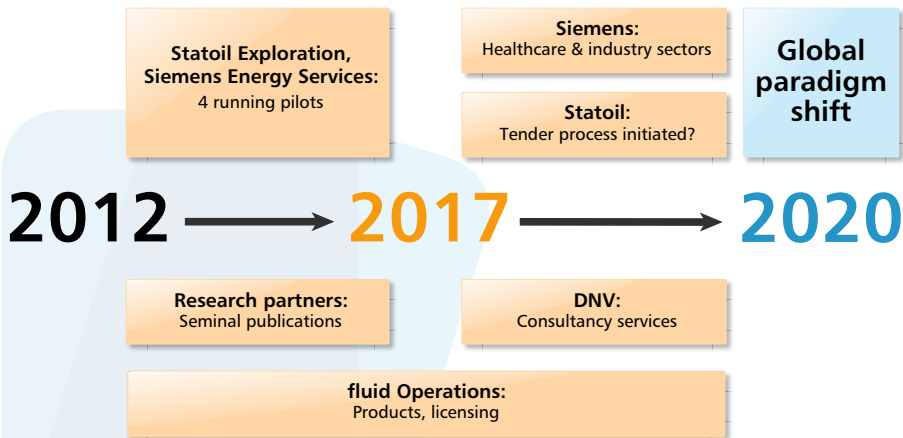 Statoil Exploration,
Siemens Energy Services:
4 running pilots
Siemens:
Healthcare & industry sectors
Statoil:
Tender process initiated?
Global
paradigm
shift
2012
2017
2020
Research partners:
Seminal publications
DNV:
Consultancy services
fluid Operations:
Products, licensing